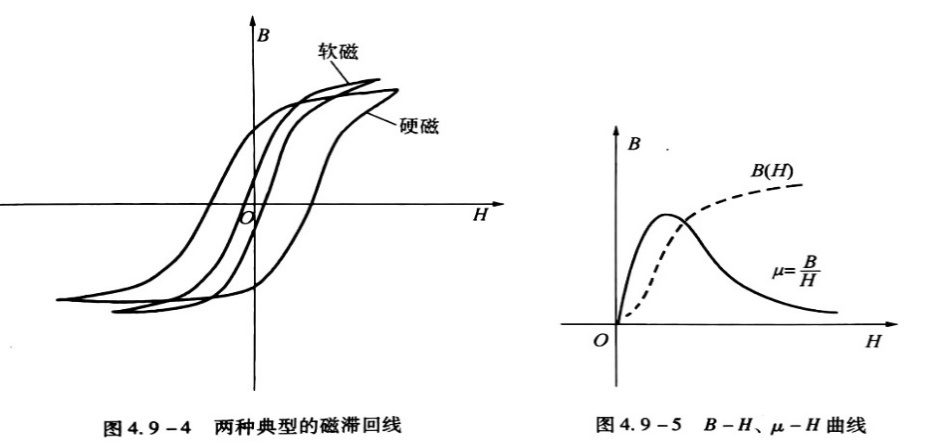 B
软磁
硬磁
O
H
图 4.9-4 两种典型的磁滞回线
B
B(H)
μ=B/H
O
H
图 4.9-5 B-H、μ-H 曲线